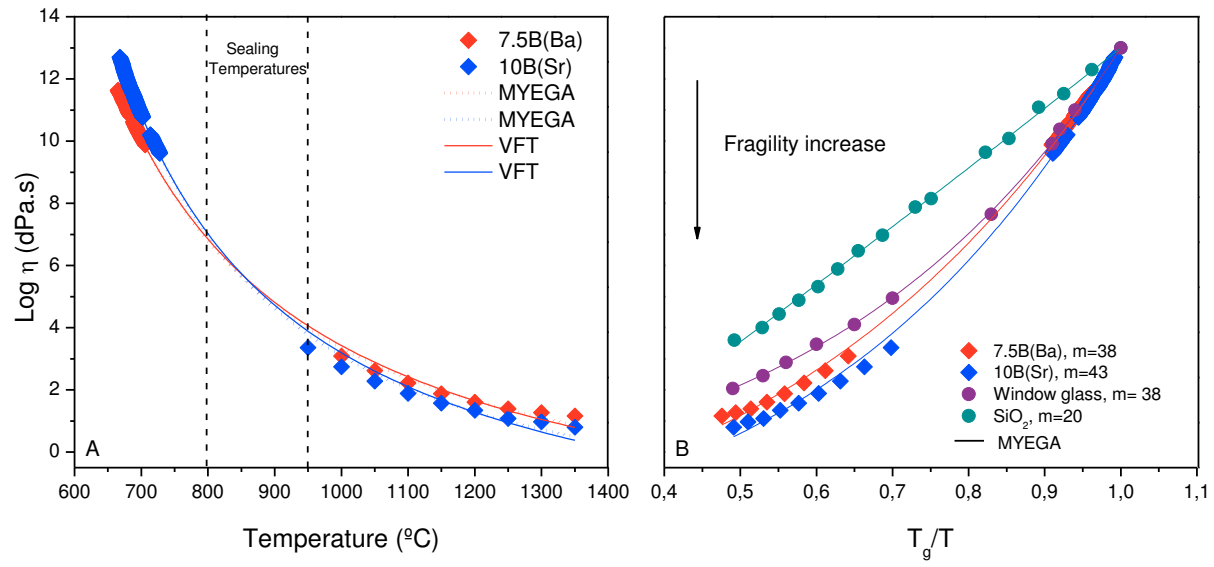 Log η (dPa.s)
14
12
10
8
6
4
2
0
Sealing
Temperatures
7.5B(Ba)
10B(Sr)
MYEGA
MYEGA
VFT
VFT
A
600 700 800 900 1000 1100 1200 1300 1400
Temperature (ºC)
Fragility increase
7.5B(Ba), m=38
10B(Sr), m=43
Window glass, m= 38
SiO₂, m=20
MYEGA
B
0,4 0,5 0,6 0,7 0,8 0,9 1,0 1,1
Tg/T